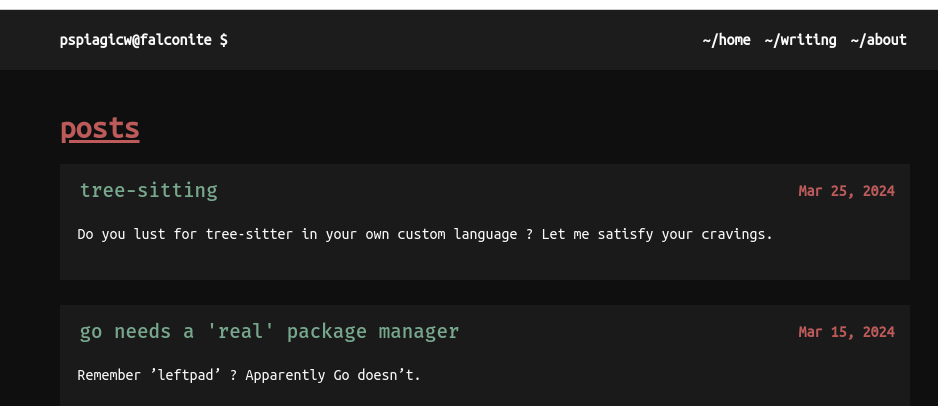 pspiagicw@falconite $
~/home ~/writing ~/about
posts
tree-sitting
Mar 25, 2024
Do you lust for tree-sitter in your own custom language ? Let me satisfy your cravings.
go needs a 'real' package manager
Mar 15, 2024
Remember ’leftpad’ ? Apparently Go doesn’t.